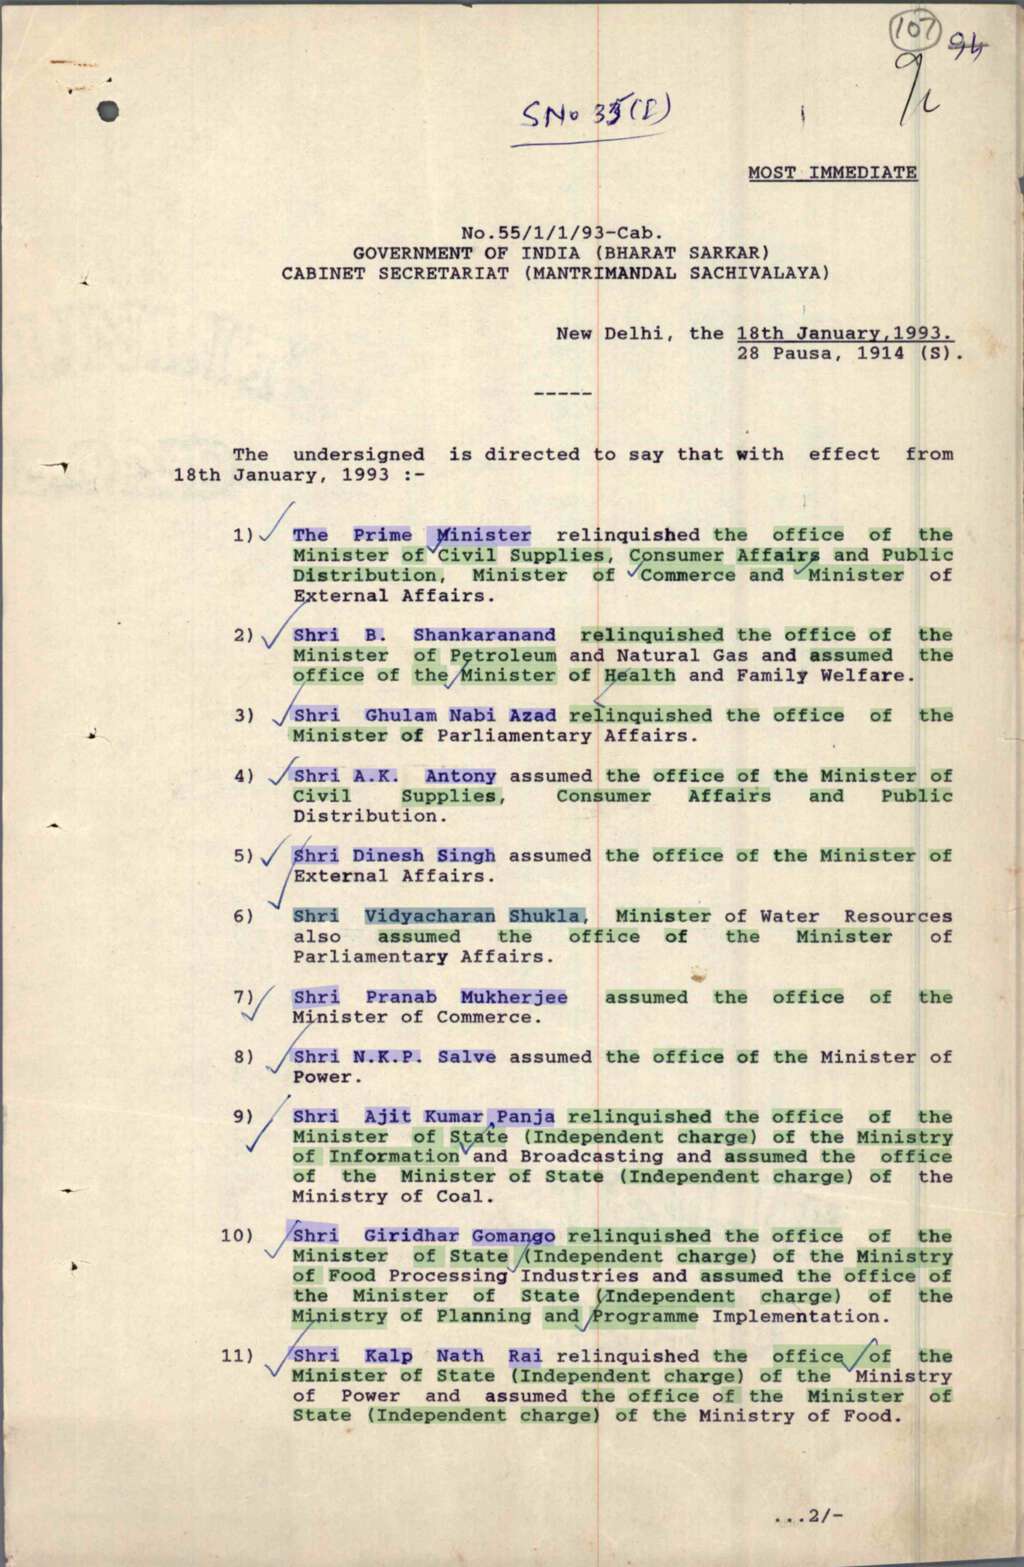 107
94
9/2
SNo 35(I)
MOST IMMEDIATE
No.55/1/1/93-Cab.
GOVERNMENT OF INDIA (BHARAT SARKAR)
CABINET SECRETARIAT (MANTRIMANDAL SACHIVALAYA)
New Delhi, the 18th January,1993.
28 Pausa, 1914 (S).
-----
The undersigned is directed to say that with effect from
18th January, 1993 :-
1) The Prime Minister relinquished the office of the
Minister of Civil Supplies, Consumer Affairs and Public
Distribution, Minister of Commerce and Minister of
External Affairs.
2) Shri B. Shankaranand relinquished the office of the
Minister of Petroleum and Natural Gas and assumed the
office of the Minister of Health and Family Welfare.
3) Shri Ghulam Nabi Azad relinquished the office of the
Minister of Parliamentary Affairs.
4) Shri A.K. Antony assumed the office of the Minister of
Civil Supplies, Consumer Affairs and Public
Distribution.
5) Shri Dinesh Singh assumed the office of the Minister of
External Affairs.
6) Shri Vidyacharan Shukla, Minister of Water Resources
also assumed the office of the Minister of
Parliamentary Affairs.
7) Shri Pranab Mukherjee assumed the office of the
Minister of Commerce.
8) Shri N.K.P. Salve assumed the office of the Minister of
Power.
9) Shri Ajit Kumar Panja relinquished the office of the
Minister of State (Independent charge) of the Ministry
of Information and Broadcasting and assumed the office
of the Minister of State (Independent charge) of the
Ministry of Coal.
10) Shri Giridhar Gomango relinquished the office of the
Minister of State (Independent charge) of the Ministry
of Food Processing Industries and assumed the office of
the Minister of State (Independent charge) of the
Ministry of Planning and Programme Implementation.
11) Shri Kalp Nath Rai relinquished the office of the
Minister of State (Independent charge) of the Ministry
of Power and assumed the office of the Minister of
State (Independent charge) of the Ministry of Food.
...2/-